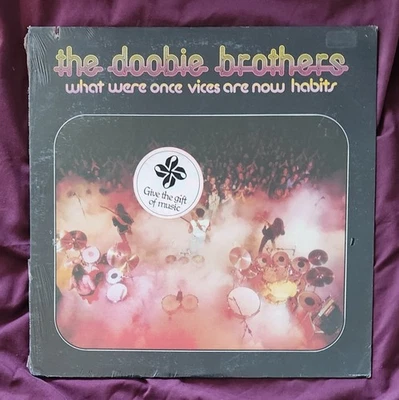 the doobie brothers
what were once vices are now habits
Give the gift
of music